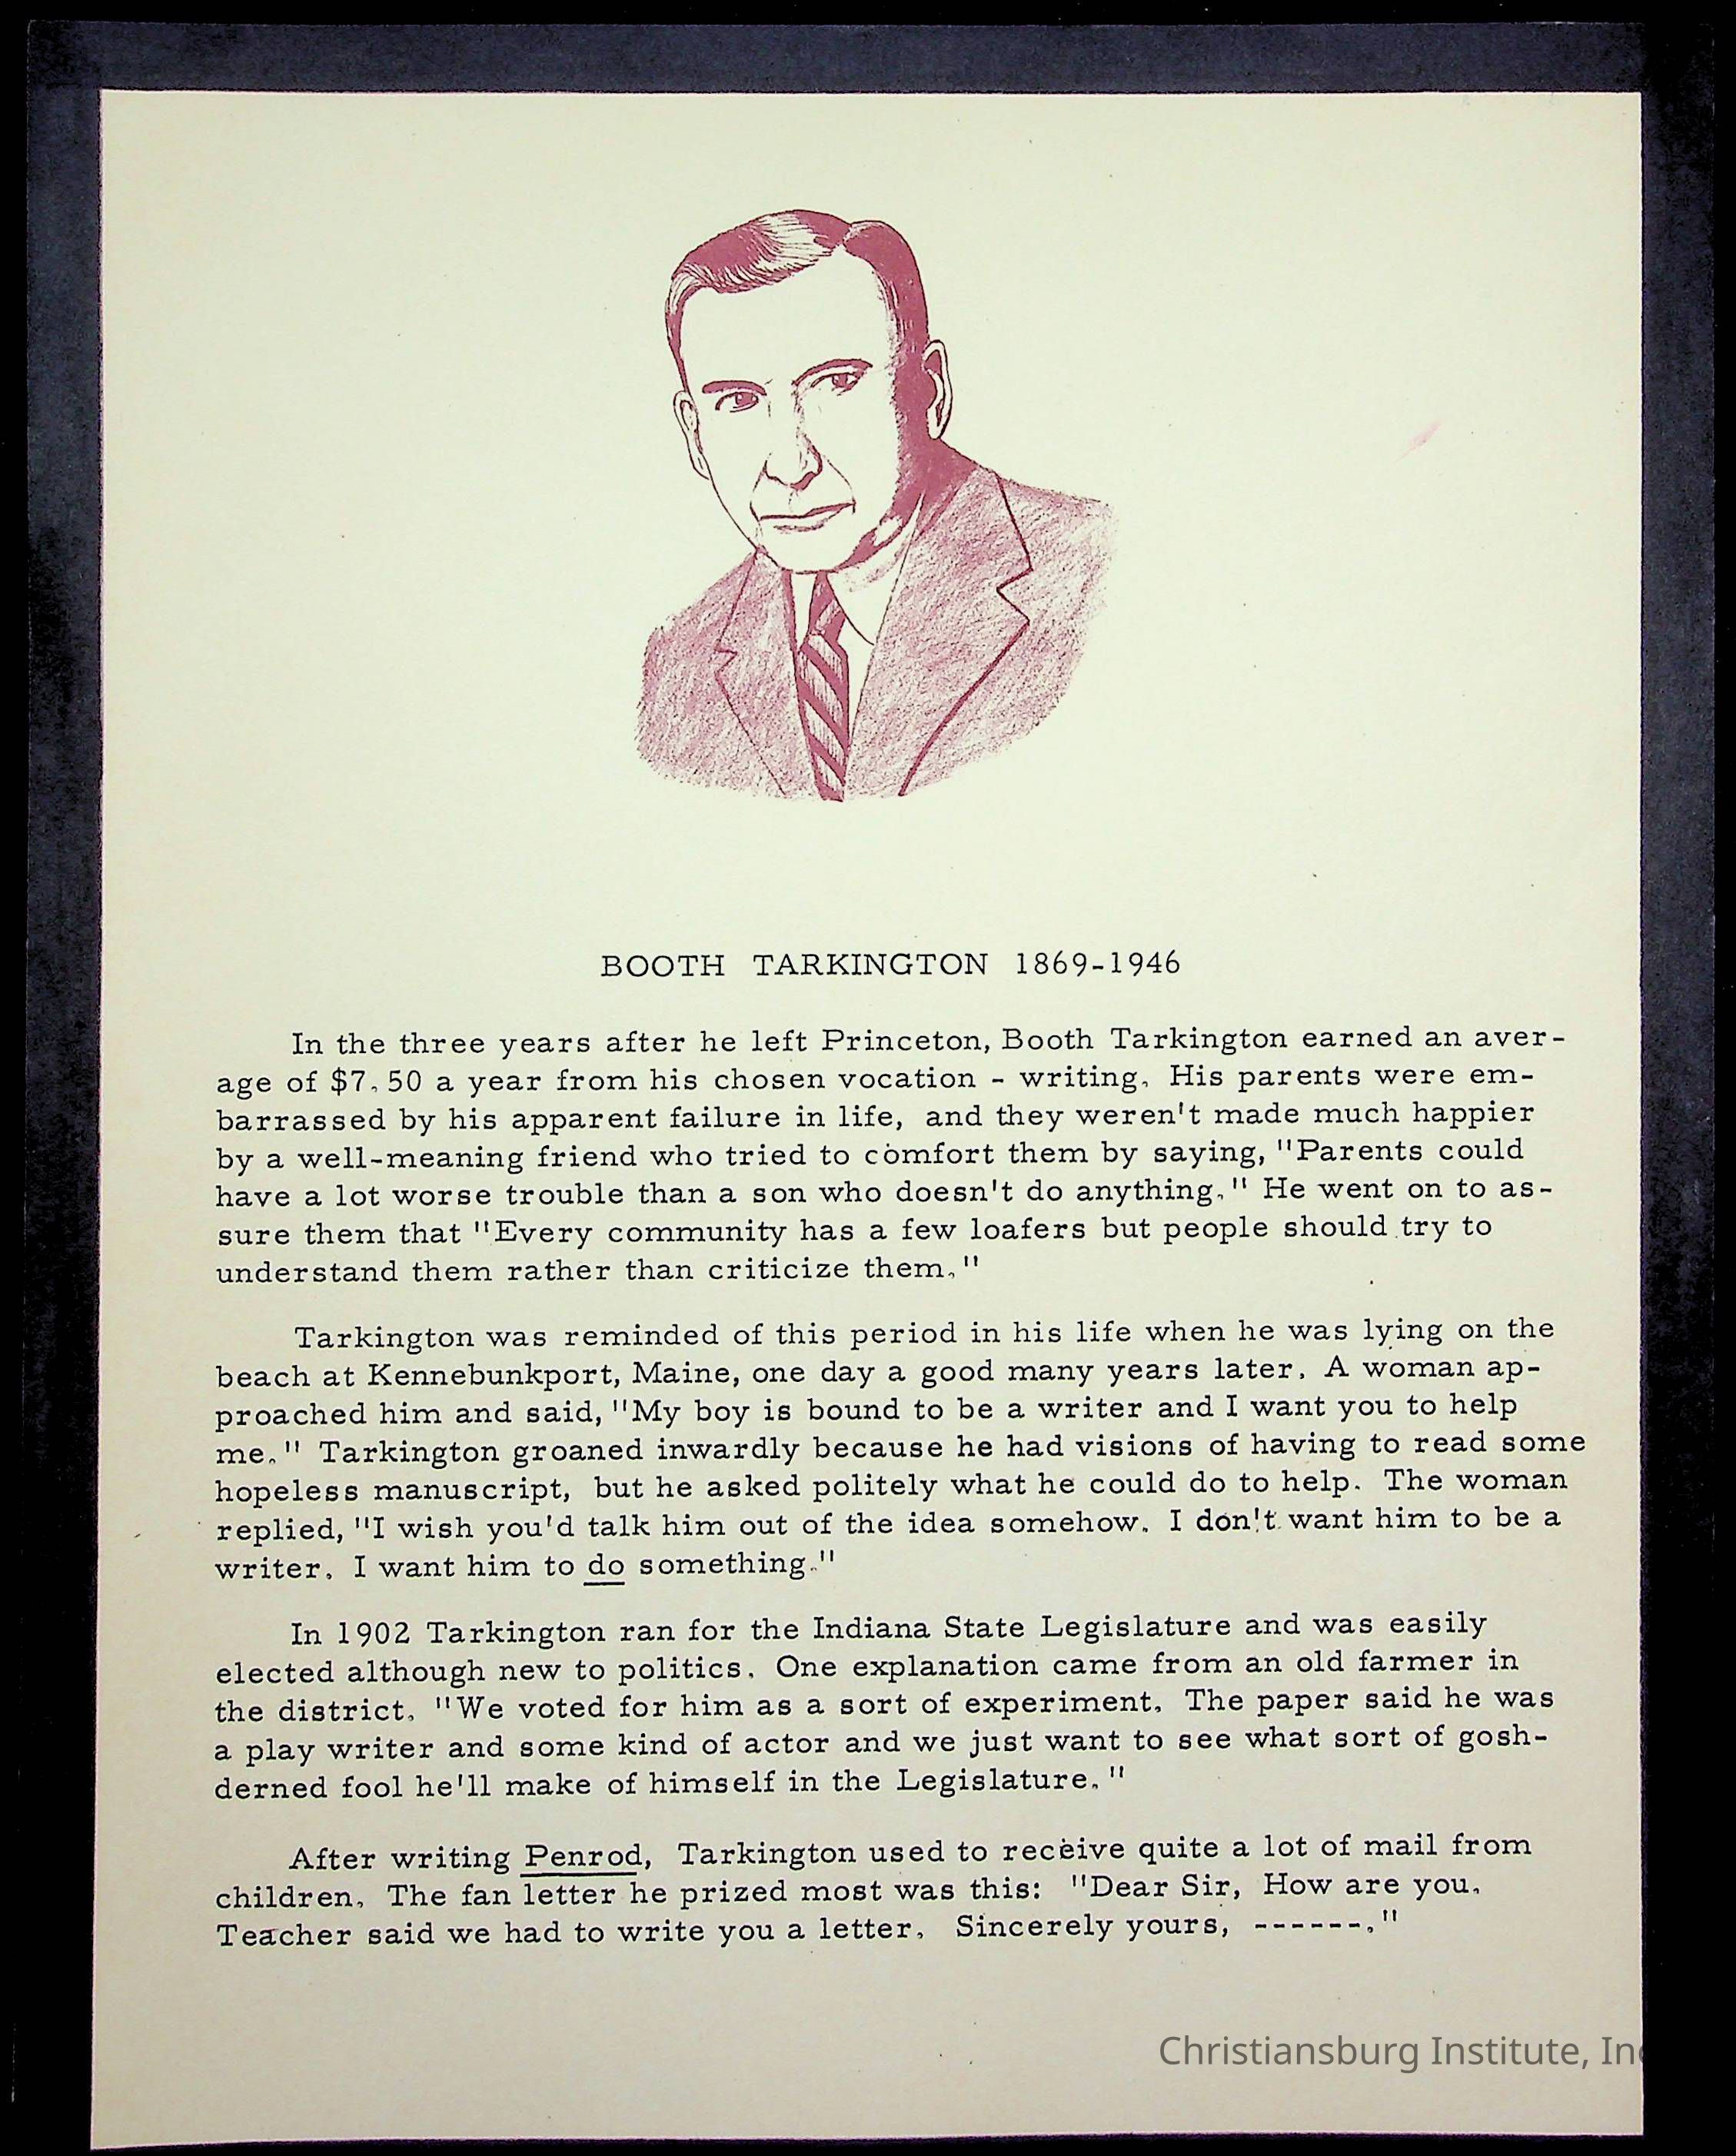 BOOTH TARKINGTON 1869-1946
In the three years after he left Princeton, Booth Tarkington earned an aver-
age of $7.50 a year from his chosen vocation - writing. His parents were em-
barrassed by his apparent failure in life, and they weren't made much happier
by a well-meaning friend who tried to comfort them by saying, "Parents could
have a lot worse trouble than a son who doesn't do anything." He went on to as-
sure them that "Every community has a few loafers but people should try to
understand them rather than criticize them."
Tarkington was reminded of this period in his life when he was lying on the
beach at Kennebunkport, Maine, one day a good many years later. A woman ap-
proached him and said, "My boy is bound to be a writer and I want you to help
me." Tarkington groaned inwardly because he had visions of having to read some
hopeless manuscript, but he asked politely what he could do to help. The woman
replied, "I wish you'd talk him out of the idea somehow. I don't want him to be a
writer. I want him to do something."
In 1902 Tarkington ran for the Indiana State Legislature and was easily
elected although new to politics. One explanation came from an old farmer in
the district. "We voted for him as a sort of experiment. The paper said he was
a play writer and some kind of actor and we just want to see what sort of gosh-
derned fool he'll make of himself in the Legislature."
After writing Penrod, Tarkington used to receive quite a lot of mail from
children. The fan letter he prized most was this: "Dear Sir, How are you.
Teacher said we had to write you a letter. Sincerely yours, ------."
Christiansburg Institute, Inc